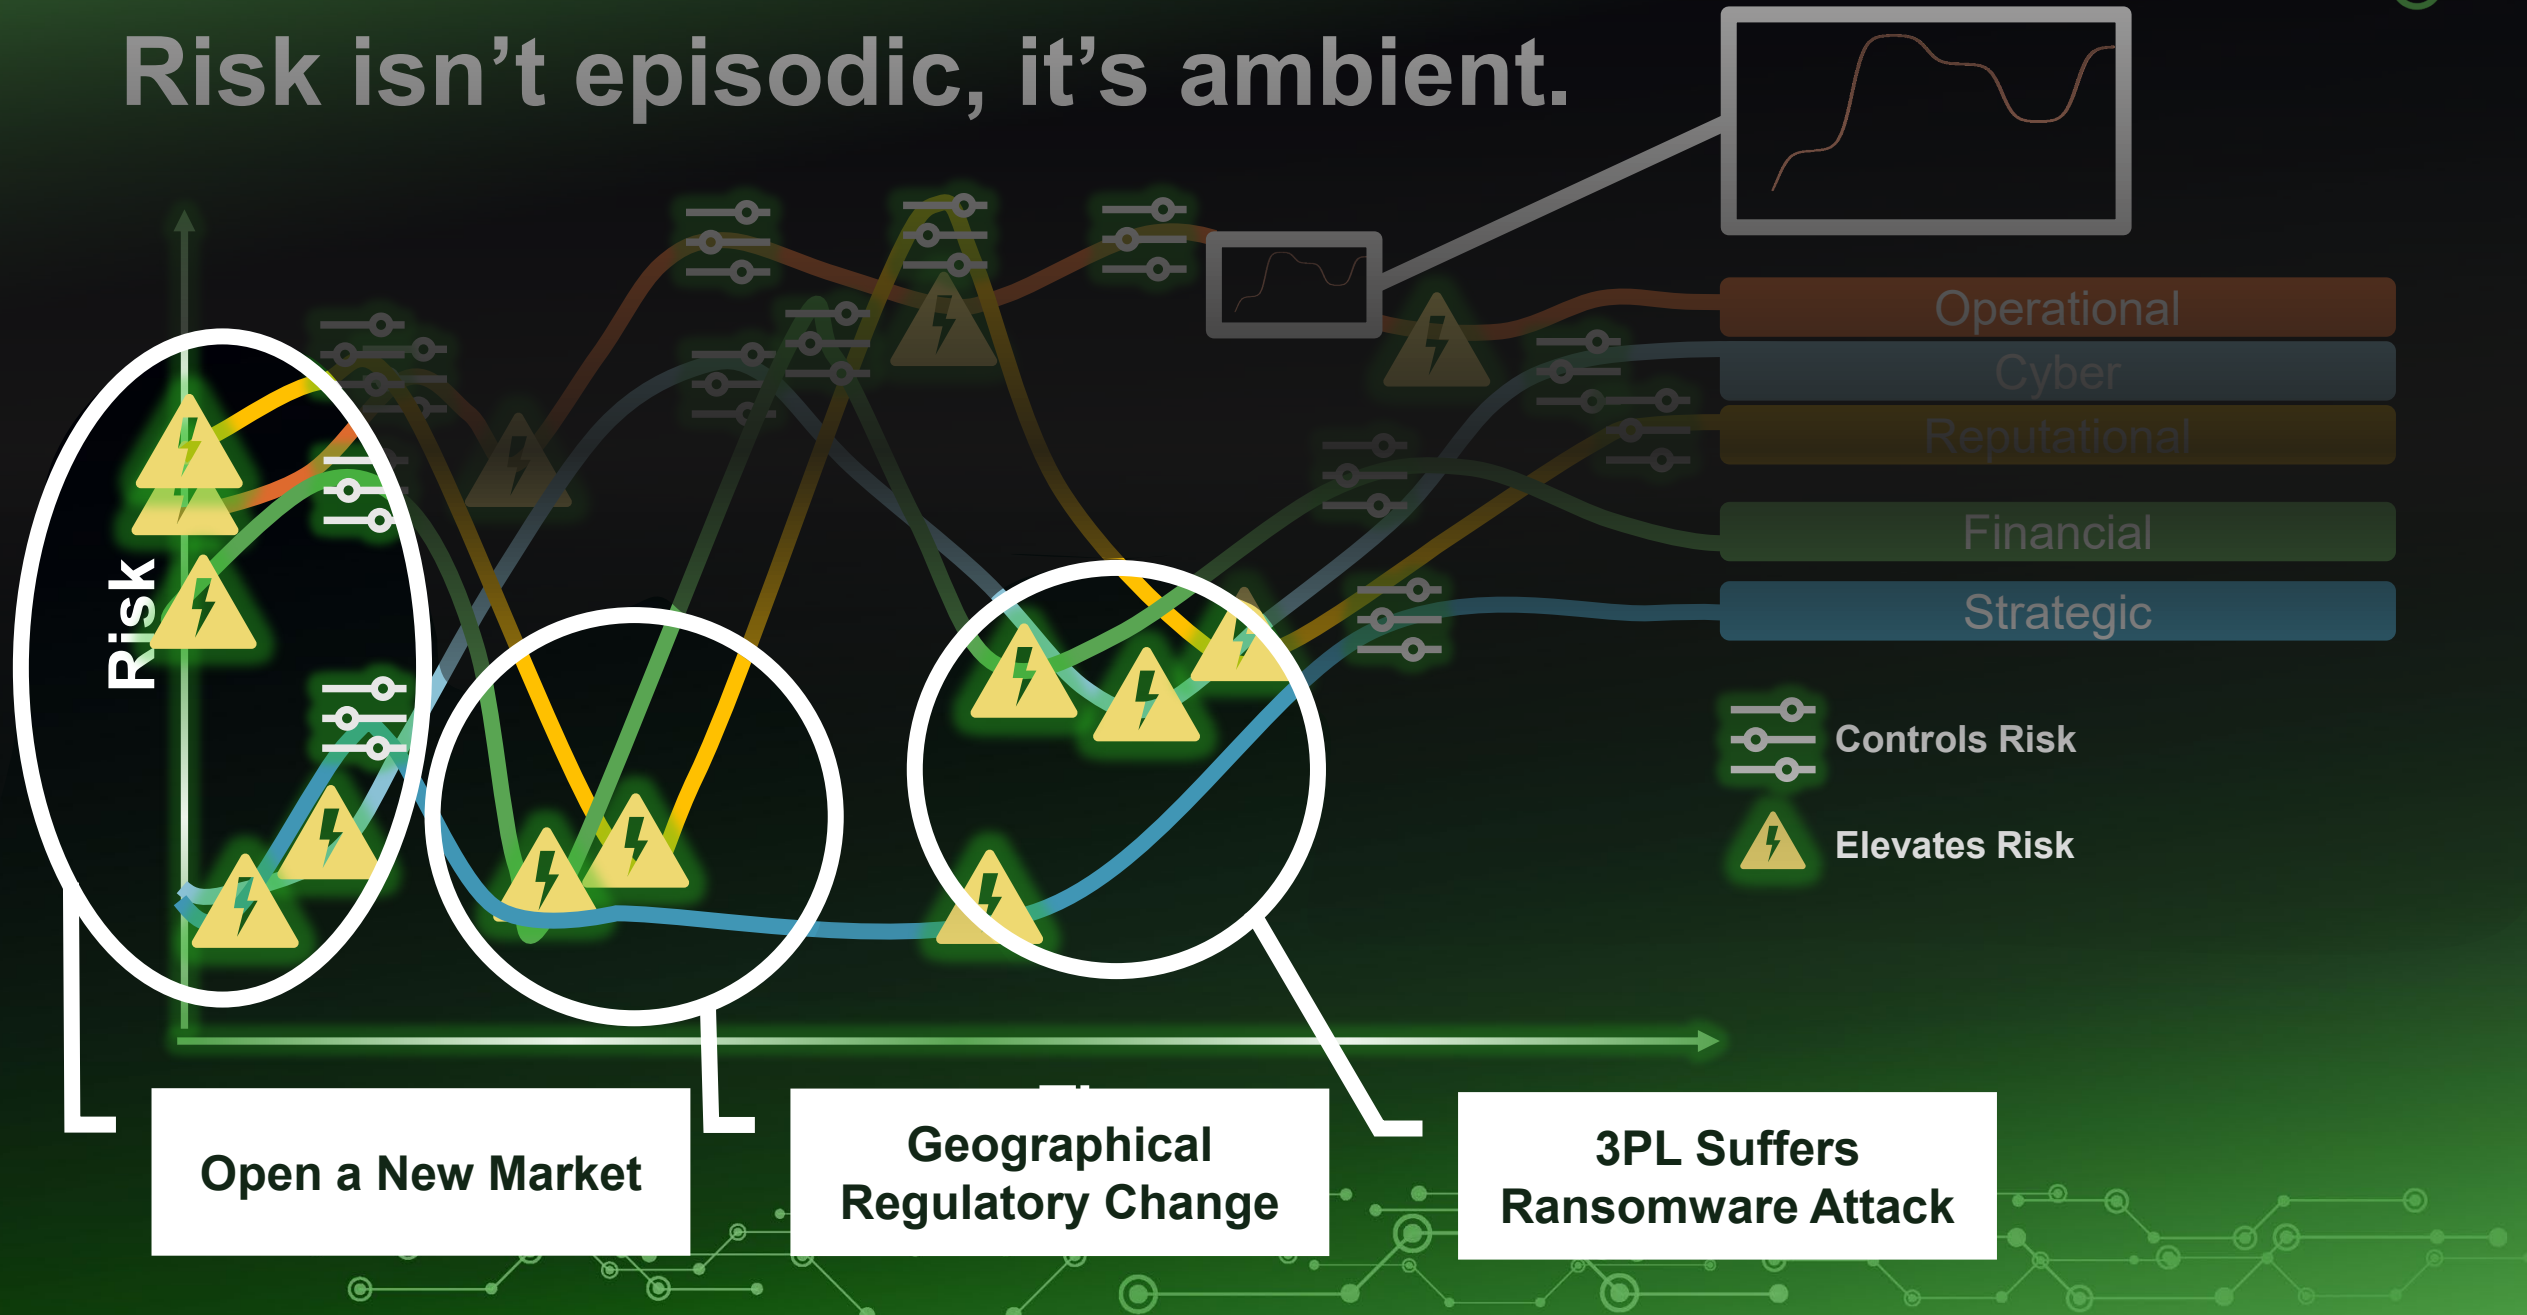 Risk isn’t episodic, it’s ambient.
Operational
Cyber
Reputational
Financial
Strategic
Risk
Controls Risk
Elevates Risk
Open a New Market
Geographical
Regulatory Change
3PL Suffers
Ransomware Attack